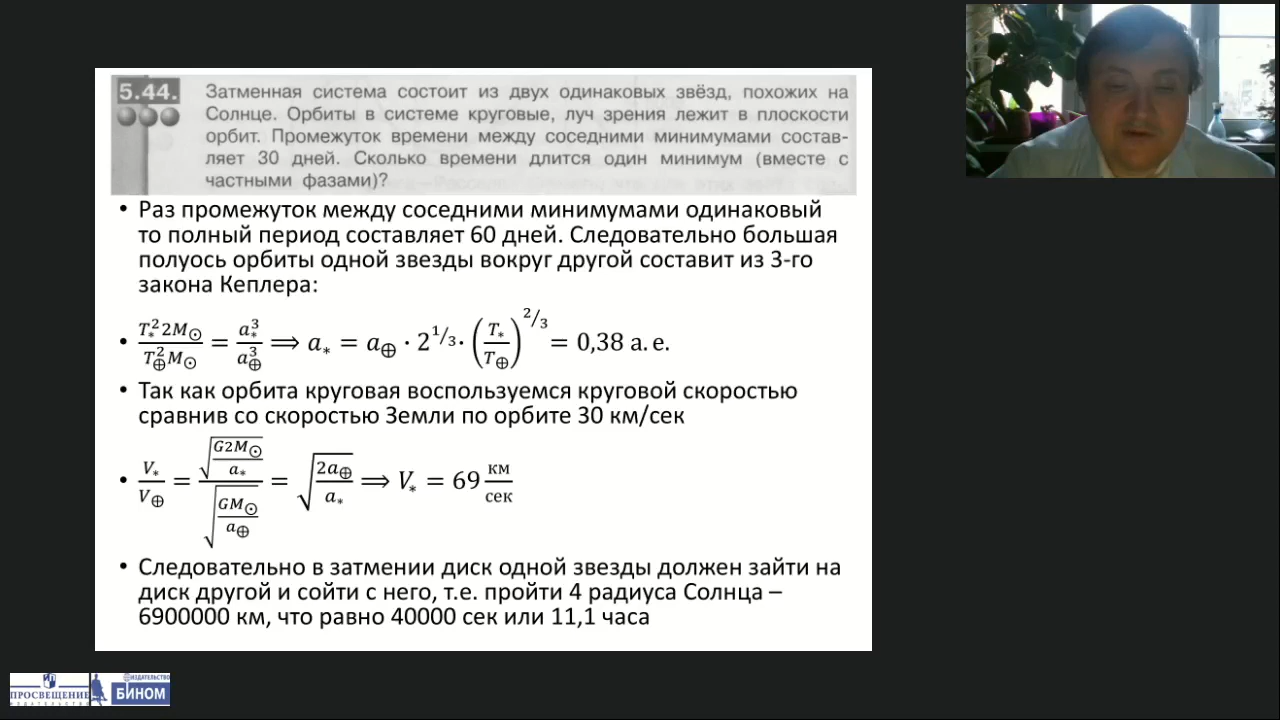 5.44.
Затменная система состоит из двух одинаковых звёзд, похожих на
Солнце. Орбиты в системе круговые, луч зрения лежит в плоскости
орбит. Промежуток времени между соседними минимумами состав-
ляет 30 дней. Сколько времени длится один минимум (вместе с
частными фазами)?
• Раз промежуток между соседними минимумами одинаковый
то полный период составляет 60 дней. Следовательно большая
полуось орбиты одной звезды вокруг другой составит из 3-го
закона Кеплера:
• T*² 2M☉ / T⊕² M☉ = a*³ / a⊕³ ⟹ a* = a⊕ · 2^1/3 · (T* / T⊕)^2/3 = 0,38 а.е.
• Так как орбита круговая воспользуемся круговой скоростью
сравнив со скоростью Земли по орбите 30 км/сек
• V* / V⊕ = √(G2M☉ / a*) / √(GM☉ / a⊕) = √(2a⊕ / a*) ⟹ V* = 69 км/сек
• Следовательно в затмении диск одной звезды должен зайти на
диск другой и сойти с него, т.е. пройти 4 радиуса Солнца –
6900000 км, что равно 40000 сек или 11,1 часа
ПРОСВЕЩЕНИЕ
ИЗДАТЕЛЬСТВО
БИНОМ